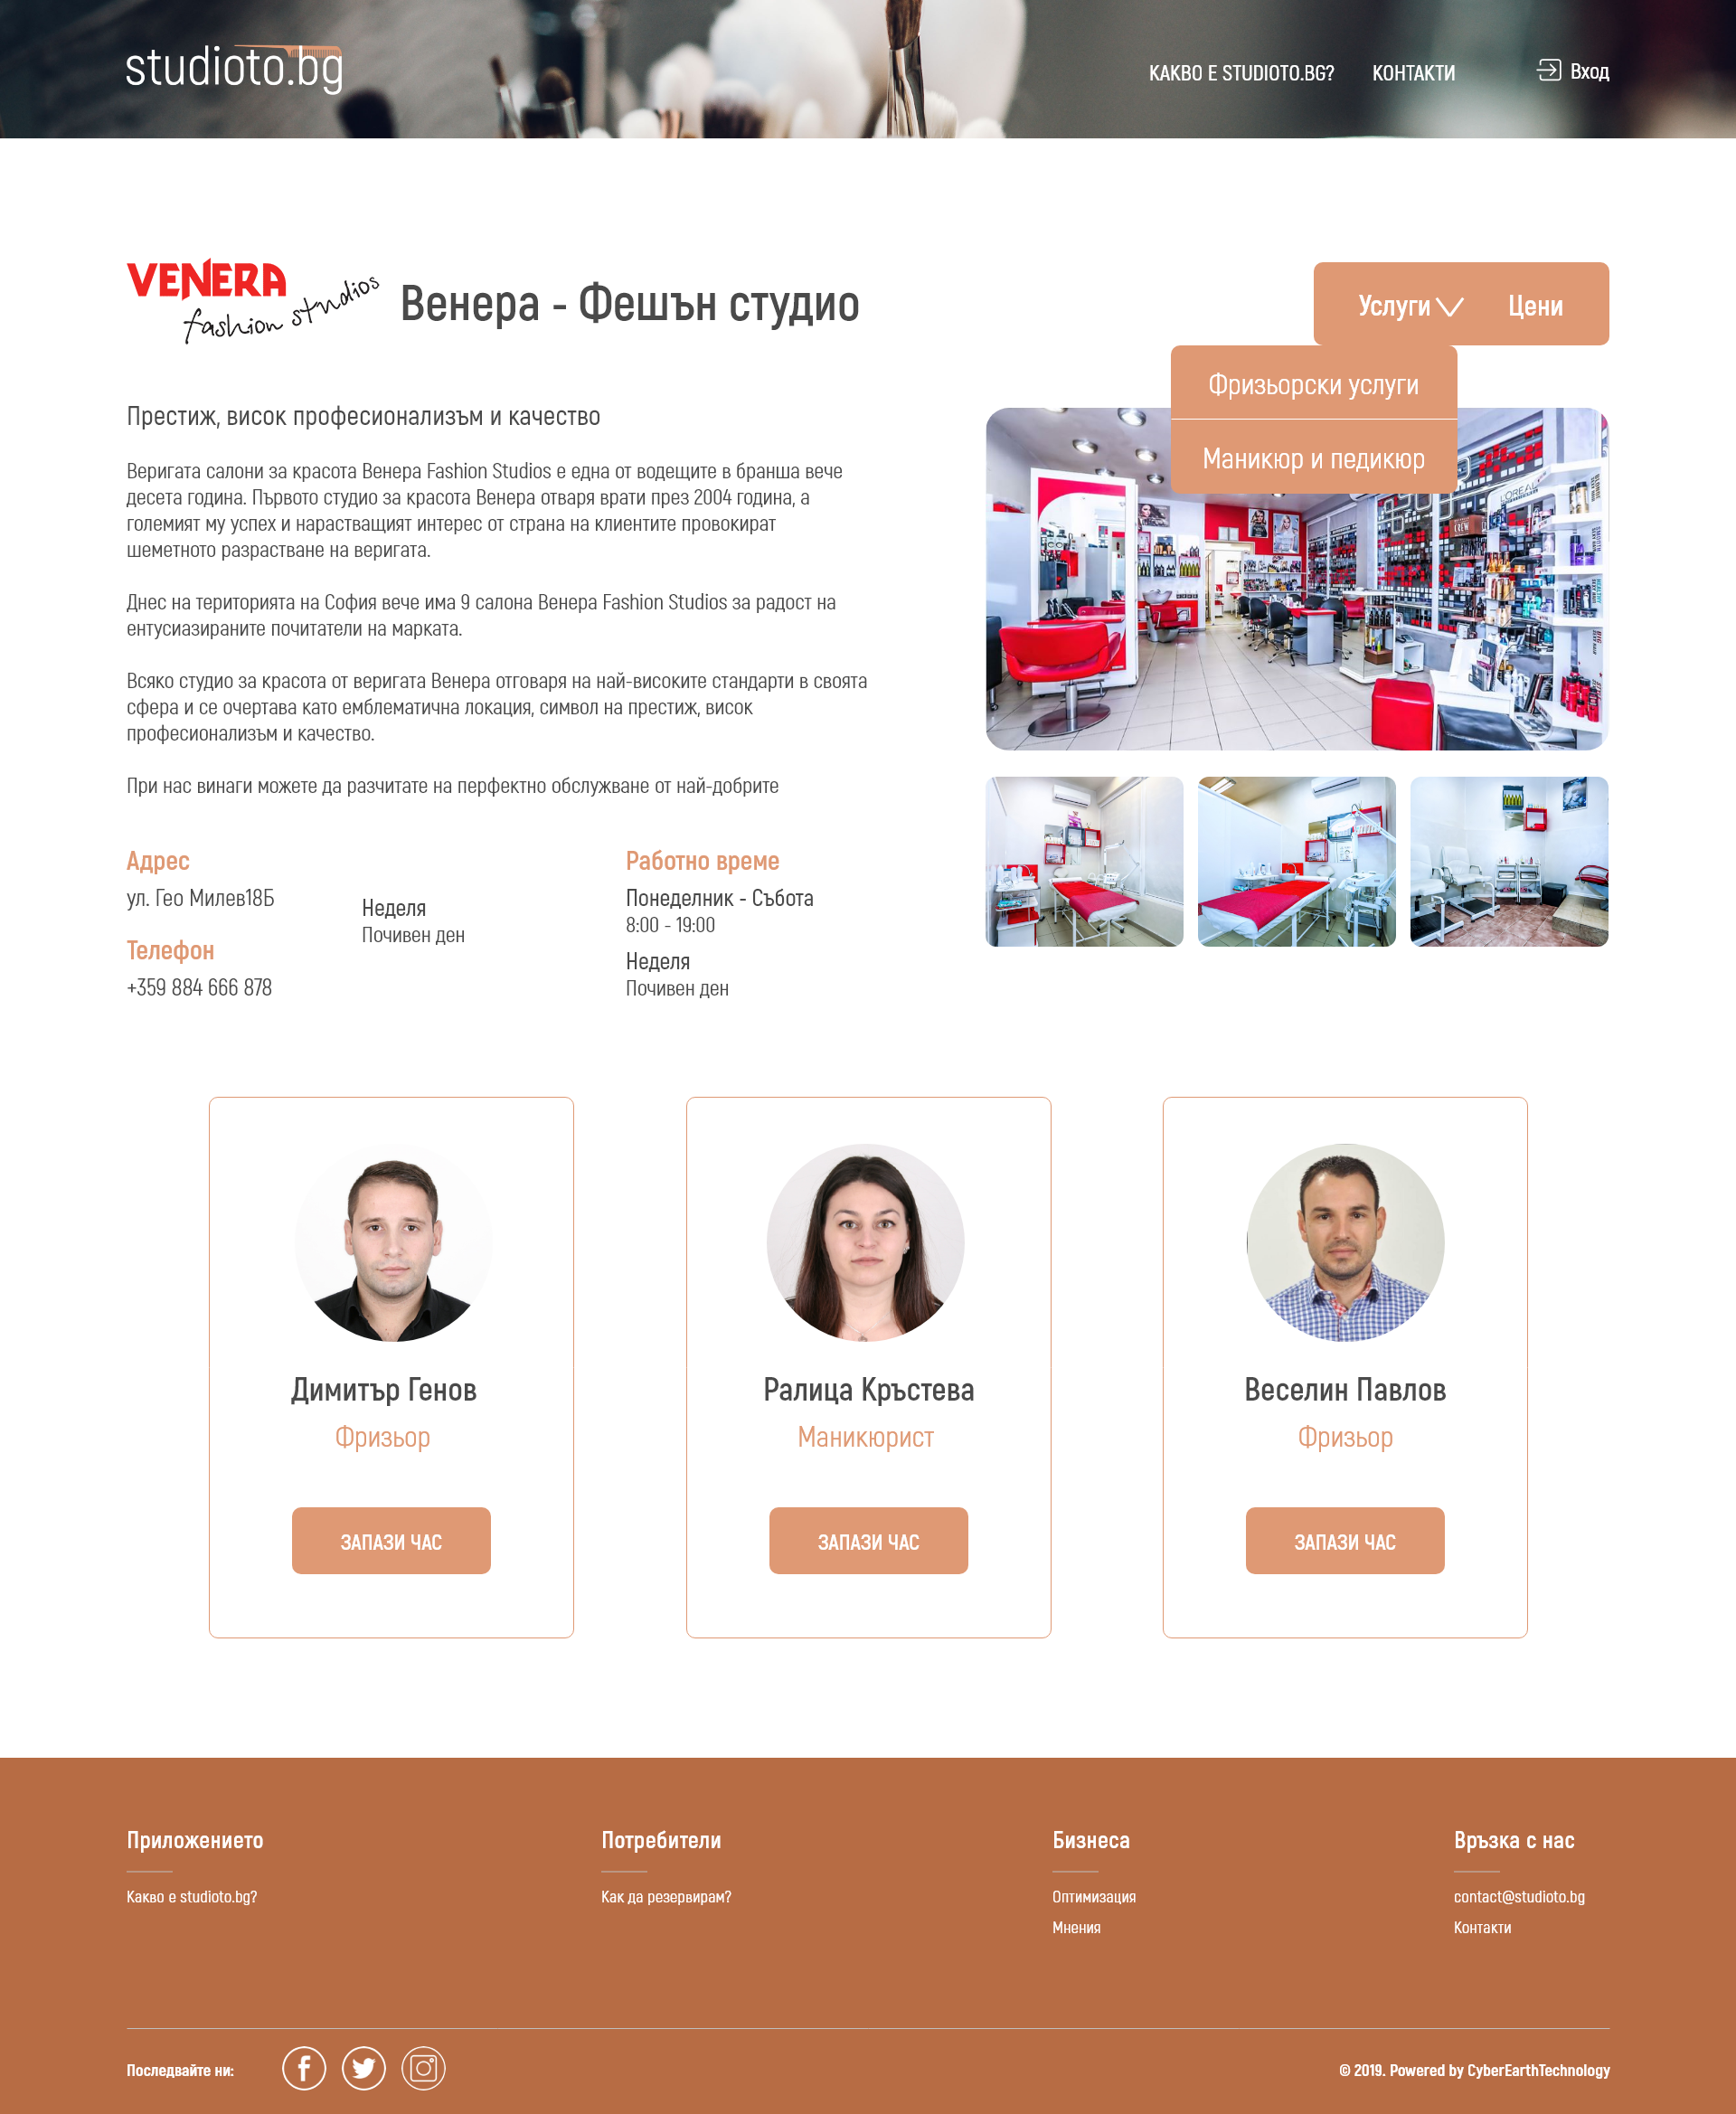 studioto.bg
КАКВО Е STUDIOTO.BG?
КОНТАКТИ
Вход
VENERA
fashion studios
Венера - Фешън студио
Услуги
Цени
Фризьорски услуги
Маникюр и педикюр
Престиж, висок професионализъм и качество
Веригата салони за красота Венера Fashion Studios е една от водещите в бранша вече
десета година. Първото студио за красота Венера отваря врати през 2004 година, а
големият му успех и нарастващият интерес от страна на клиентите провокират
шеметното разрастване на веригата.
Днес на територията на София вече има 9 салона Венера Fashion Studios за радост на
ентусиазираните почитатели на марката.
Всяко студио за красота от веригата Венера отговаря на най-високите стандарти в своята
сфера и се очертава като емблематична локация, символ на престиж, висок
професионализъм и качество.
При нас винаги можете да разчитате на перфектно обслужване от най-добрите
L'OREAL
Адрес
ул. Гео Милев18Б
Телефон
+359 884 666 878
Неделя
Почивен ден
Работно време
Понеделник - Събота
8:00 - 19:00
Неделя
Почивен ден
Димитър Генов
Фризьор
ЗАПАЗИ ЧАС
Ралица Кръстева
Маникюрист
ЗАПАЗИ ЧАС
Веселин Павлов
Фризьор
ЗАПАЗИ ЧАС
Приложението
Какво е studioto.bg?
Потребители
Как да резервирам?
Бизнеса
Оптимизация
Мнения
Връзка с нас
contact@studioto.bg
Контакти
Последвайте ни:
© 2019. Powered by CyberEarthTechnology